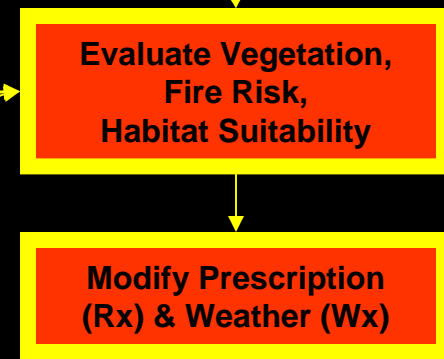 Evaluate Vegetation,
Fire Risk,
Habitat Suitability
Modify Prescription
(Rx) & Weather (Wx)